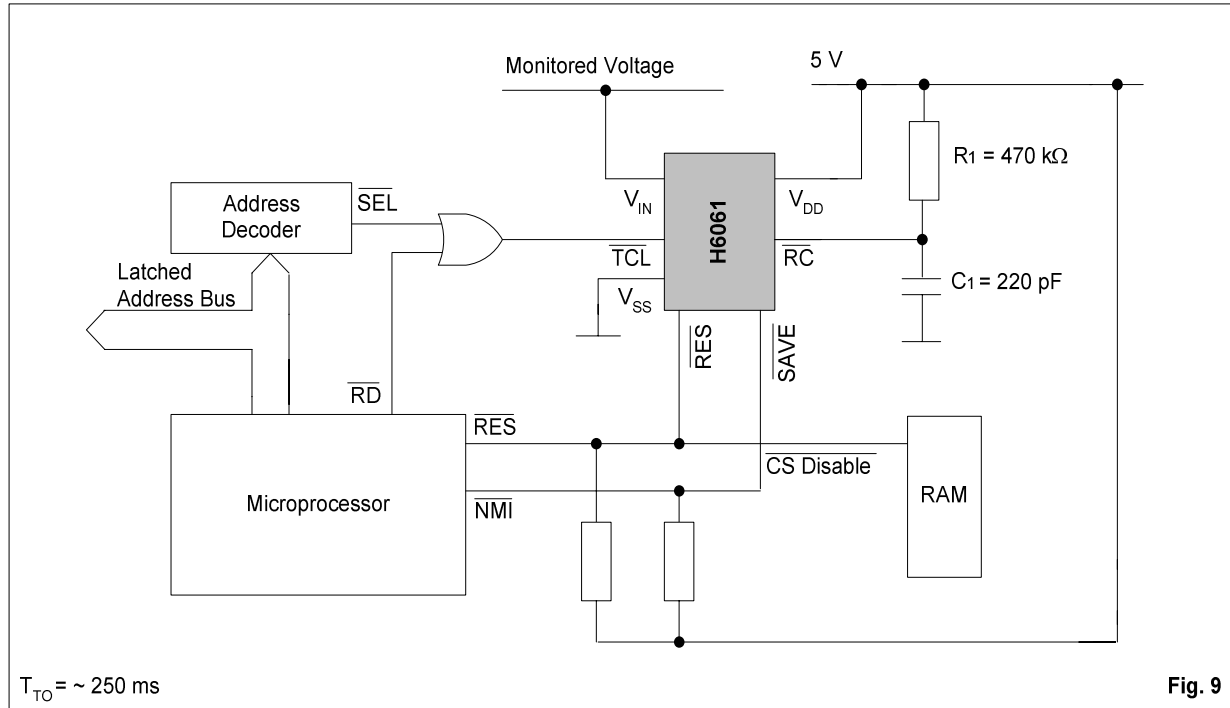 Monitored Voltage
5 V
R1 = 470 kΩ
Address
Decoder
SEL
VIN
H6061
VDD
TCL
RC
Latched
Address Bus
C1 = 220 pF
VSS
RES
SAVE
RD
RES
CS Disable
Microprocessor
NMI
RAM
TTO = ~ 250 ms
Fig. 9